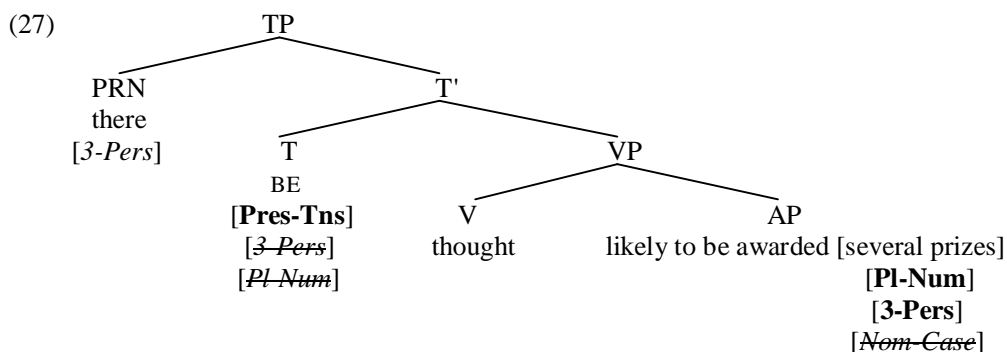 (27) TP
PRN T'
there
[3-Pers] T VP
BE
[Pres-Tns] V AP
[3-Pers] thought likely to be awarded [several prizes]
[Pl-Num] [Pl-Num]
[3-Pers]
[Nom-Case]